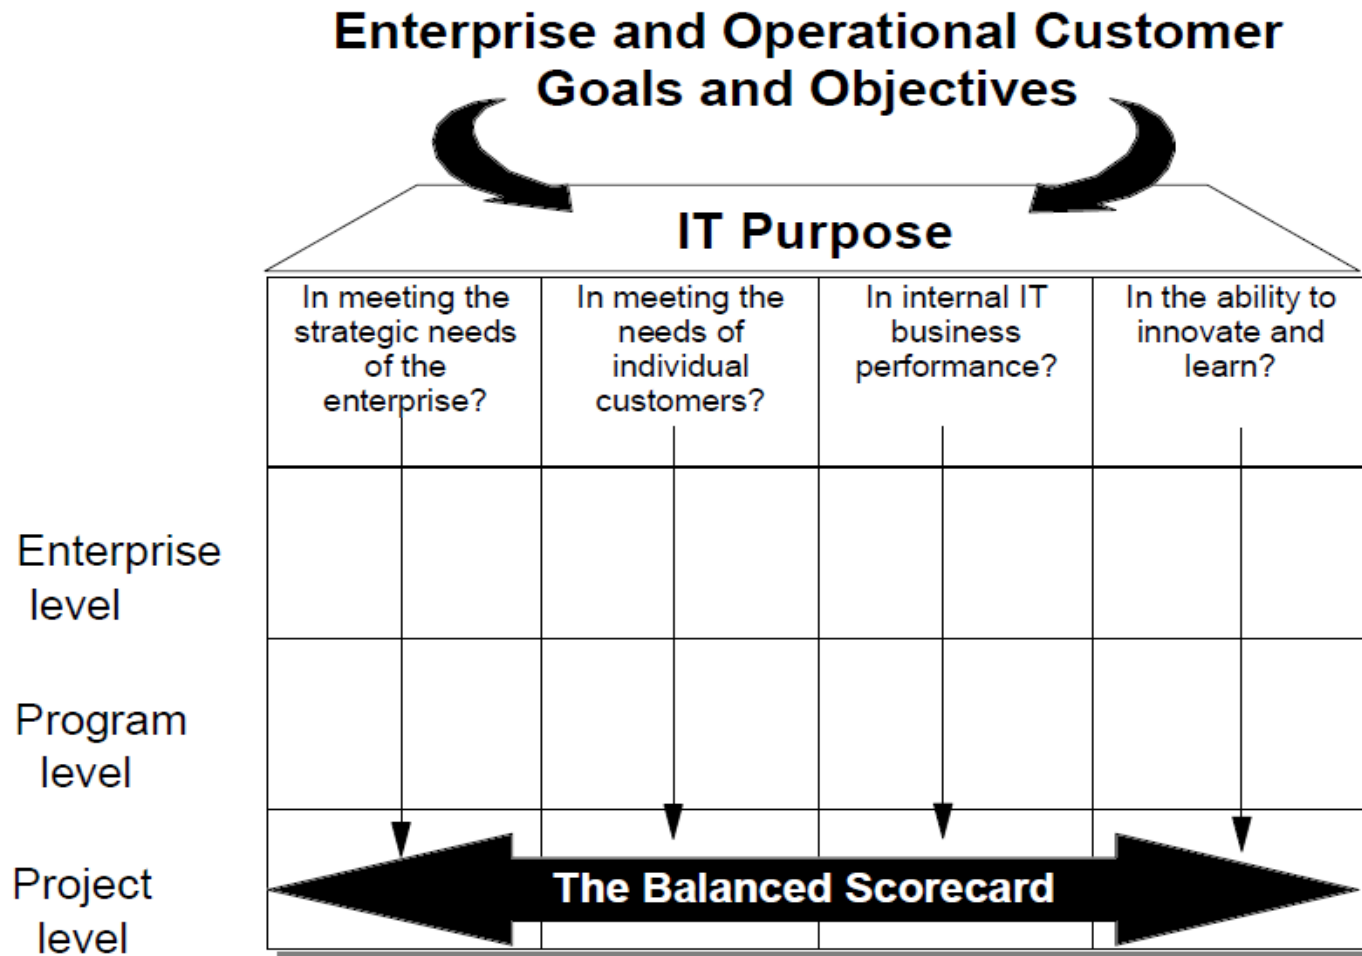 Enterprise and Operational Customer
Goals and Objectives
IT Purpose
In meeting the
strategic needs
of the
enterprise?
In meeting the
needs of
individual
customers?
In internal IT
business
performance?
In the ability to
innovate and
learn?
Enterprise
level
Program
level
Project
level
The Balanced Scorecard